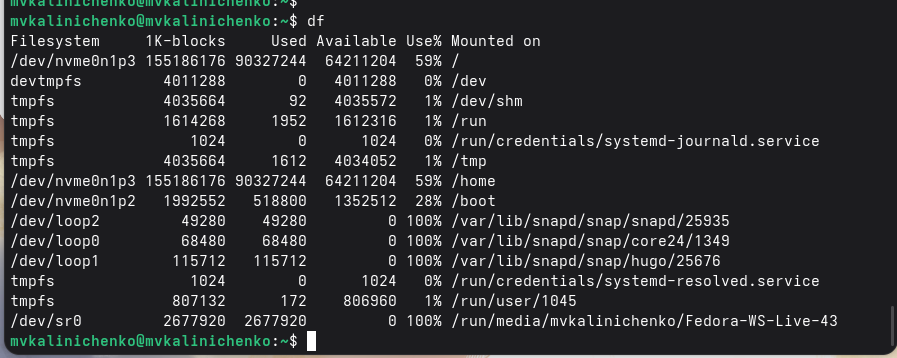 mvkalinichenko@mvkalinichenko:~$
mvkalinichenko@mvkalinichenko:~$ df
Filesystem     1K-blocks     Used Available Use% Mounted on
/dev/nvme0n1p3 155186176 90327244  64211204  59% /
devtmpfs         4011288        0   4011288   0% /dev
tmpfs            4035664       92   4035572   1% /dev/shm
tmpfs            1614268     1952   1612316   1% /run
tmpfs               1024        0      1024   0% /run/credentials/systemd-journald.service
tmpfs            4035664     1612   4034052   1% /tmp
/dev/nvme0n1p3 155186176 90327244  64211204  59% /home
/dev/nvme0n1p2   1992552   518800   1352512  28% /boot
/dev/loop2         49280    49280         0 100% /var/lib/snapd/snap/snapd/25935
/dev/loop0         68480    68480         0 100% /var/lib/snapd/snap/core24/1349
/dev/loop1        115712   115712         0 100% /var/lib/snapd/snap/hugo/25676
tmpfs               1024        0      1024   0% /run/credentials/systemd-resolved.service
tmpfs             807132      172    806960   1% /run/user/1045
/dev/sr0         2677920  2677920         0 100% /run/media/mvkalinichenko/Fedora-WS-Live-43
mvkalinichenko@mvkalinichenko:~$